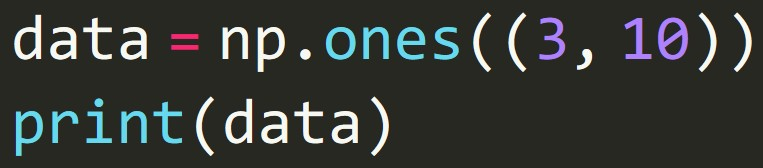 data = np.ones((3, 10))
print(data)